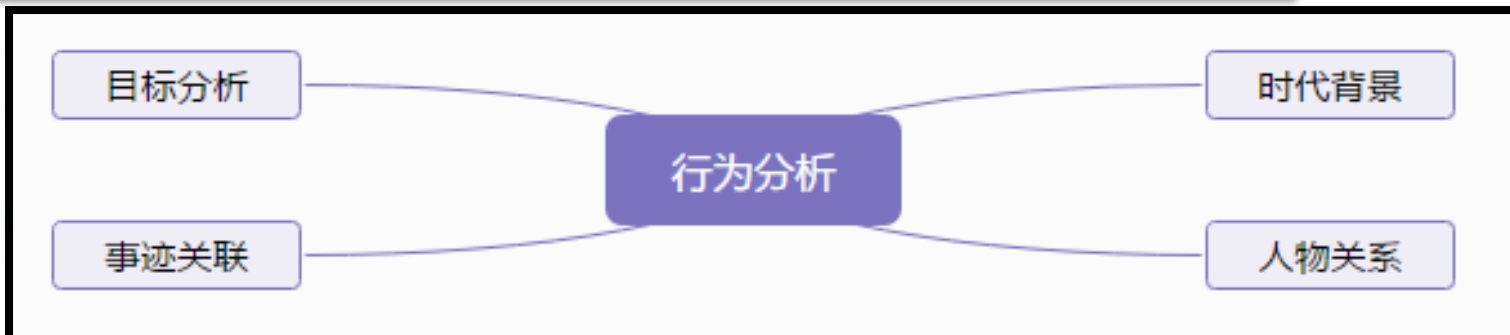 目标分析
时代背景
行为分析
事迹关联
人物关系